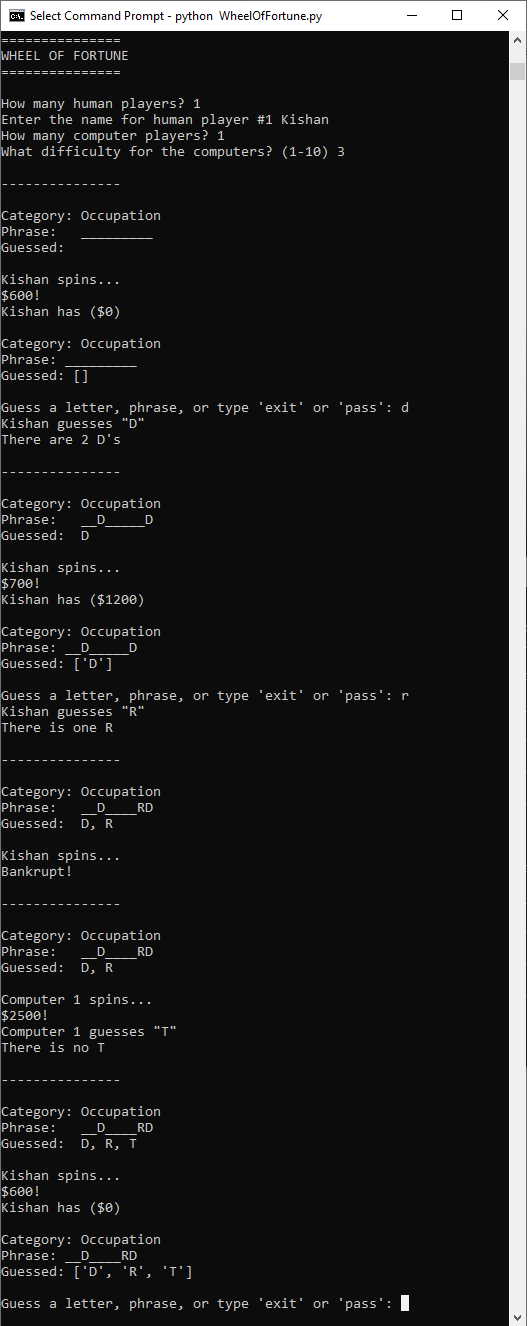 Select Command Prompt - python  WheelOfFortune.py
===============
WHEEL OF FORTUNE
===============
How many human players? 1
Enter the name for human player #1 Kishan
How many computer players? 1
What difficulty for the computers? (1-10) 3
---------------
Category: Occupation
Phrase:   _________
Guessed:
Kishan spins...
$600!
Kishan has ($0)
Category: Occupation
Phrase: _________
Guessed: []
Guess a letter, phrase, or type 'exit' or 'pass': d
Kishan guesses "D"
There are 2 D's
---------------
Category: Occupation
Phrase:   __D_____D
Guessed:  D
Kishan spins...
$700!
Kishan has ($1200)
Category: Occupation
Phrase: __D_____D
Guessed: ['D']
Guess a letter, phrase, or type 'exit' or 'pass': r
Kishan guesses "R"
There is one R
---------------
Category: Occupation
Phrase:   __D____RD
Guessed:  D, R
Kishan spins...
Bankrupt!
---------------
Category: Occupation
Phrase:   __D____RD
Guessed:  D, R
Computer 1 spins...
$2500!
Computer 1 guesses "T"
There is no T
---------------
Category: Occupation
Phrase:   __D____RD
Guessed:  D, R, T
Kishan spins...
$600!
Kishan has ($0)
Category: Occupation
Phrase: __D____RD
Guessed: ['D', 'R', 'T']
Guess a letter, phrase, or type 'exit' or 'pass':